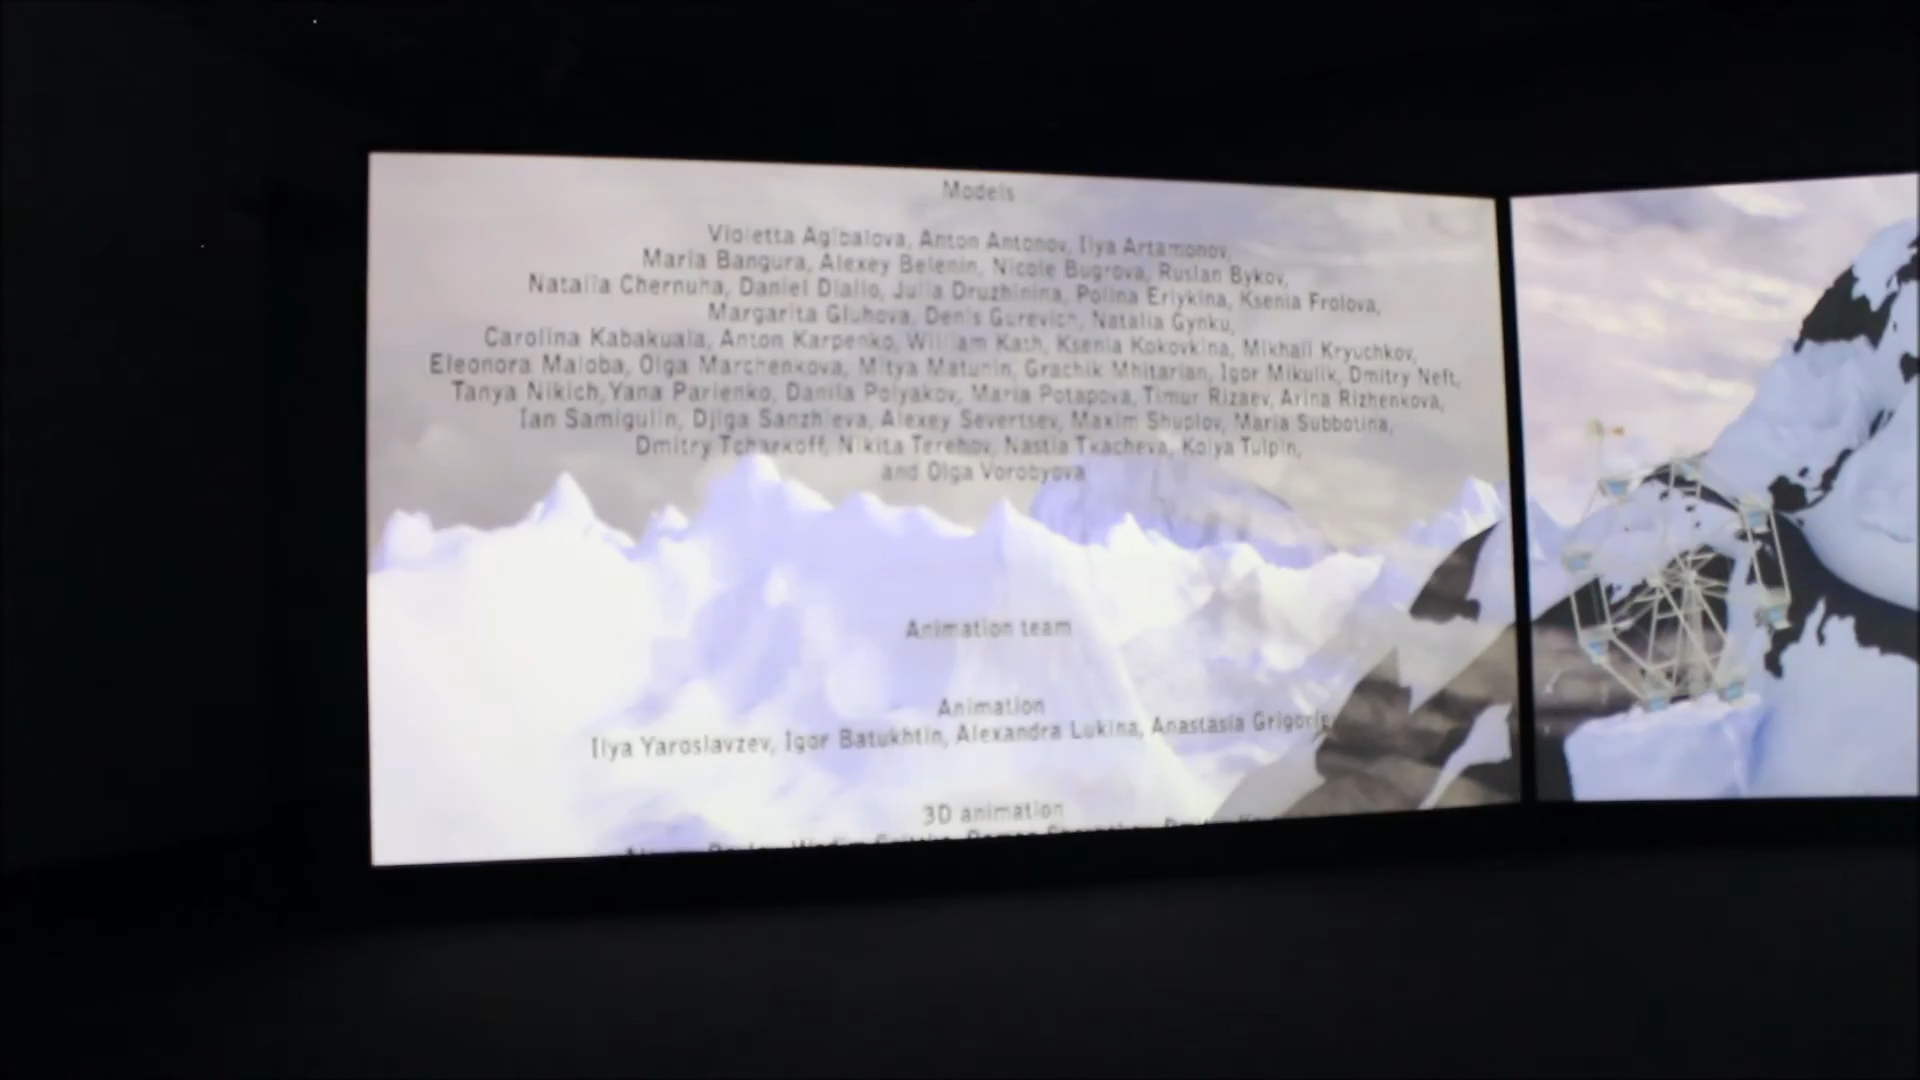 Models
Violetta Agibalova, Anton Antonov, Ilya Artamonov,
Maria Bangura, Alexey Belenin, Nicole Bugrova, Ruslan Bykov,
Natalia Chernuha, Daniel Diallo, Julia Druzhinina, Polina Eriykina, Ksenia Frolova,
Margarita Gluhova, Denis Gurevich, Natalia Gynku,
Carolina Kabakuala, Anton Karpenko, William Kath, Ksenia Kokovkina, Mikhail Kryuchkov,
Eleonora Maloba, Olga Marchenkova, Mitya Matunin, Grachik Mhitarian, Igor Mikulik, Dmitry Neft,
Tanya Nikich, Yana Parienko, Danila Polyakov, Maria Potapova, Timur Rizaev, Arina Rizhenkova,
Ian Samigulin, Djiga Sanzhieva, Alexey Severtsev, Maxim Shuplov, Maria Subbotina,
Dmitry Tcharkoff, Nikita Terehov, Nastia Tkacheva, Kolya Tulpin,
and Olga Vorobyova
Animation team
Animation
Ilya Yaroslavzev, Igor Batukhtin, Alexandra Lukina, Anastasia
3D animation